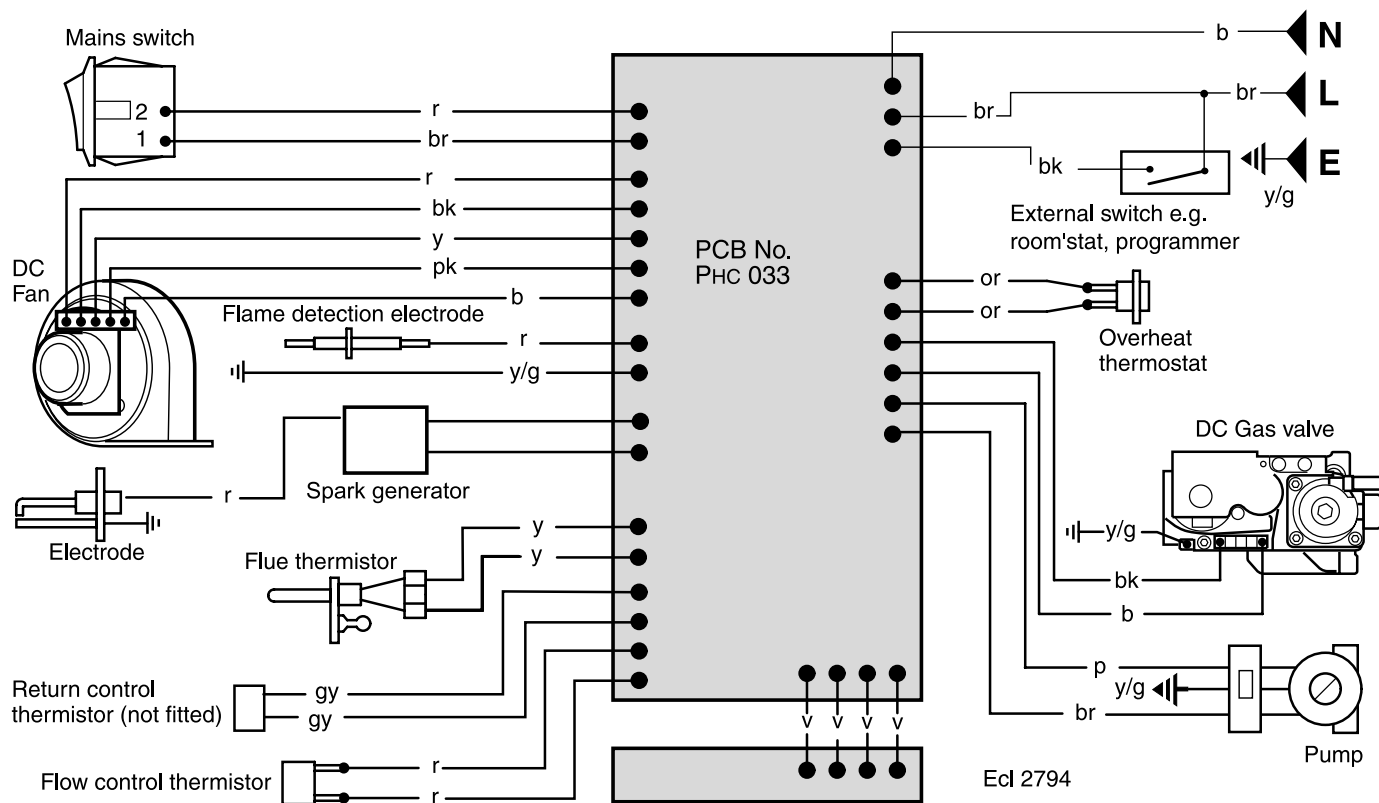 Mains switch
2
1
r
br
r
bk
y
pk
b
DC
Fan
Flame detection electrode
r
y/g
Spark generator
r
Electrode
Flue thermistor
y
y
Return control
thermistor (not fitted)
gy
gy
Flow control thermistor
r
r
PCB No.
PHC 033
b
N
br
br
L
bk
E
y/g
External switch e.g.
room'stat, programmer
or
or
Overheat
thermostat
DC Gas valve
y/g
bk
b
p
y/g
br
Pump
v
v
v
v
Ecl 2794